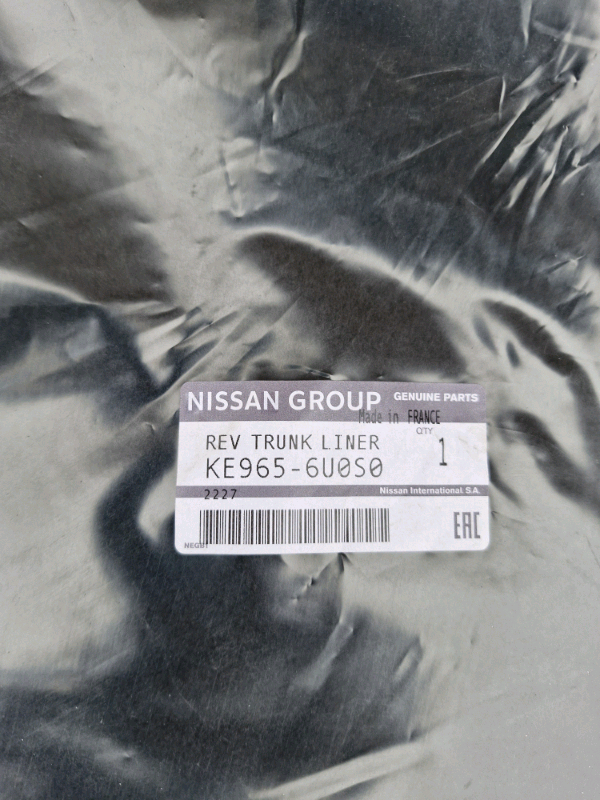 NISSAN GROUP GENUINE PARTS
Made in FRANCE
QTY
REV TRUNK LINER 1
KE965-6U0S0
2227 Nissan International S.A.
EAC